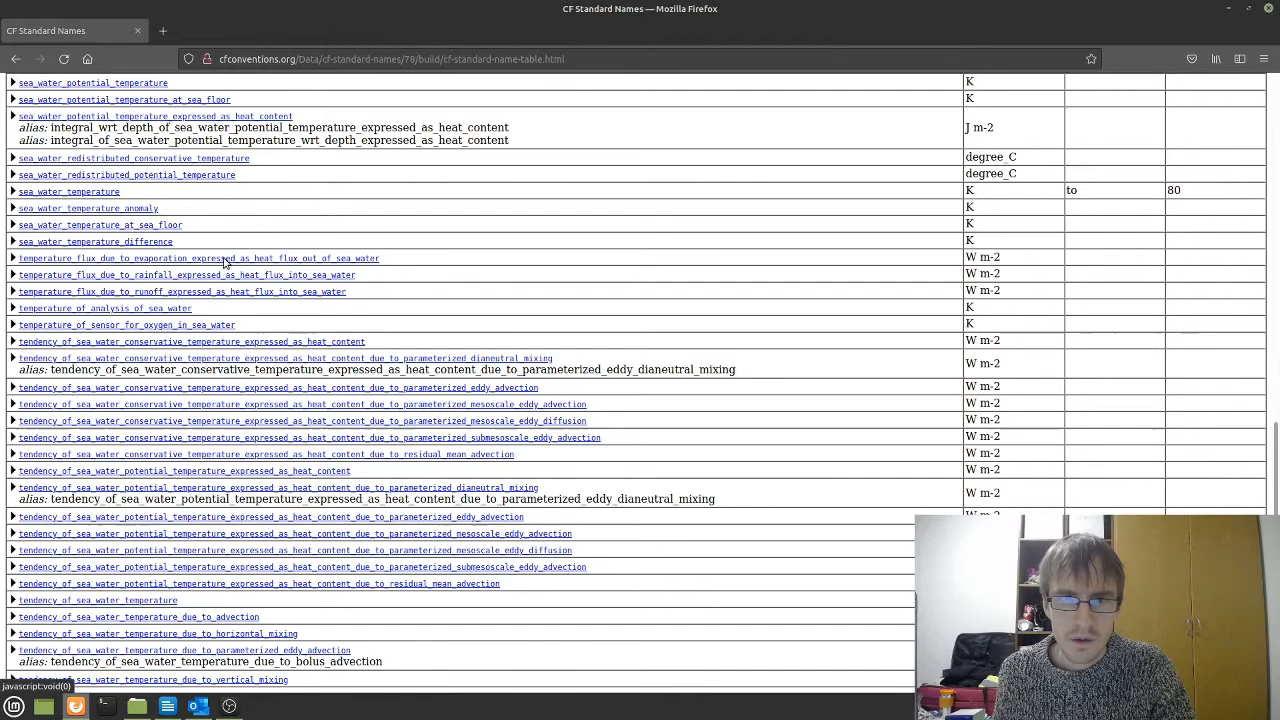 CF Standard Names — Mozilla Firefox
CF Standard Names
cfconventions.org/Data/cf-standard-names/78/build/cf-standard-name-table.html
sea_water_potential_temperature K
sea_water_potential_temperature_at_sea_floor K
sea_water_potential_temperature_expressed_as_heat_content
alias: integral_wrt_depth_of_sea_water_potential_temperature_expressed_as_heat_content J m-2
alias: integral_of_sea_water_potential_temperature_wrt_depth_expressed_as_heat_content
sea_water_redistributed_conservative_temperature degree_C
sea_water_redistributed_potential_temperature degree_C
sea_water_temperature K to 80
sea_water_temperature_anomaly K
sea_water_temperature_at_sea_floor K
sea_water_temperature_difference K
temperature_flux_due_to_evaporation_expressed_as_heat_flux_out_of_sea_water W m-2
temperature_flux_due_to_rainfall_expressed_as_heat_flux_into_sea_water W m-2
temperature_flux_due_to_runoff_expressed_as_heat_flux_into_sea_water W m-2
temperature_of_analysis_of_sea_water K
temperature_of_sensor_for_oxygen_in_sea_water K
tendency_of_sea_water_conservative_temperature_expressed_as_heat_content W m-2
tendency_of_sea_water_conservative_temperature_expressed_as_heat_content_due_to_parameterized_dianeutral_mixing W m-2
alias: tendency_of_sea_water_conservative_temperature_expressed_as_heat_content_due_to_parameterized_eddy_dianeutral_mixing
tendency_of_sea_water_conservative_temperature_expressed_as_heat_content_due_to_parameterized_eddy_advection W m-2
tendency_of_sea_water_conservative_temperature_expressed_as_heat_content_due_to_parameterized_mesoscale_eddy_advection W m-2
tendency_of_sea_water_conservative_temperature_expressed_as_heat_content_due_to_parameterized_mesoscale_eddy_diffusion W m-2
tendency_of_sea_water_conservative_temperature_expressed_as_heat_content_due_to_parameterized_submesoscale_eddy_advection W m-2
tendency_of_sea_water_conservative_temperature_expressed_as_heat_content_due_to_residual_mean_advection W m-2
tendency_of_sea_water_potential_temperature_expressed_as_heat_content W m-2
tendency_of_sea_water_potential_temperature_expressed_as_heat_content_due_to_parameterized_dianeutral_mixing W m-2
alias: tendency_of_sea_water_potential_temperature_expressed_as_heat_content_due_to_parameterized_eddy_dianeutral_mixing
tendency_of_sea_water_potential_temperature_expressed_as_heat_content_due_to_parameterized_eddy_advection W m-2
tendency_of_sea_water_potential_temperature_expressed_as_heat_content_due_to_parameterized_mesoscale_eddy_advection
tendency_of_sea_water_potential_temperature_expressed_as_heat_content_due_to_parameterized_mesoscale_eddy_diffusion
tendency_of_sea_water_potential_temperature_expressed_as_heat_content_due_to_parameterized_submesoscale_eddy_advection
tendency_of_sea_water_potential_temperature_expressed_as_heat_content_due_to_residual_mean_advection
tendency_of_sea_water_temperature
tendency_of_sea_water_temperature_due_to_advection
tendency_of_sea_water_temperature_due_to_horizontal_mixing
tendency_of_sea_water_temperature_due_to_parameterized_eddy_advection
alias: tendency_of_sea_water_temperature_due_to_bolus_advection
tendency_of_sea_water_temperature_due_to_vertical_mixing
javascript:void(0)